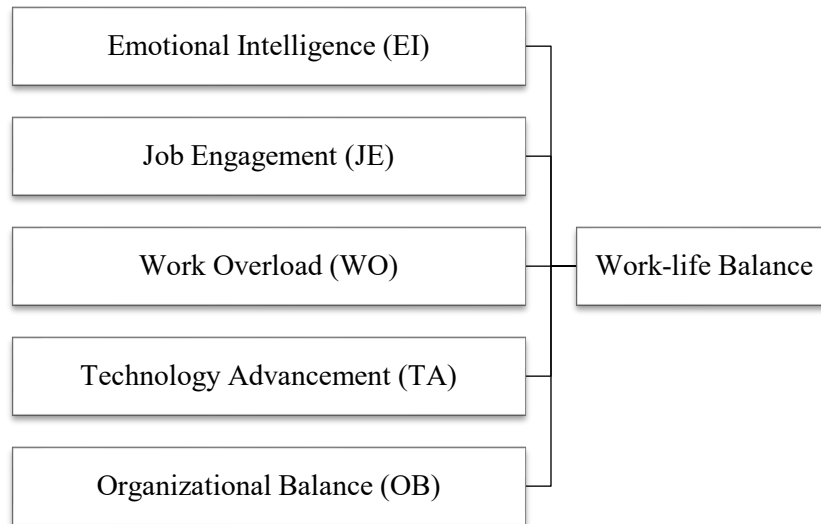 Emotional Intelligence (EI)
Job Engagement (JE)
Work Overload (WO)
Work-life Balance
Technology Advancement (TA)
Organizational Balance (OB)